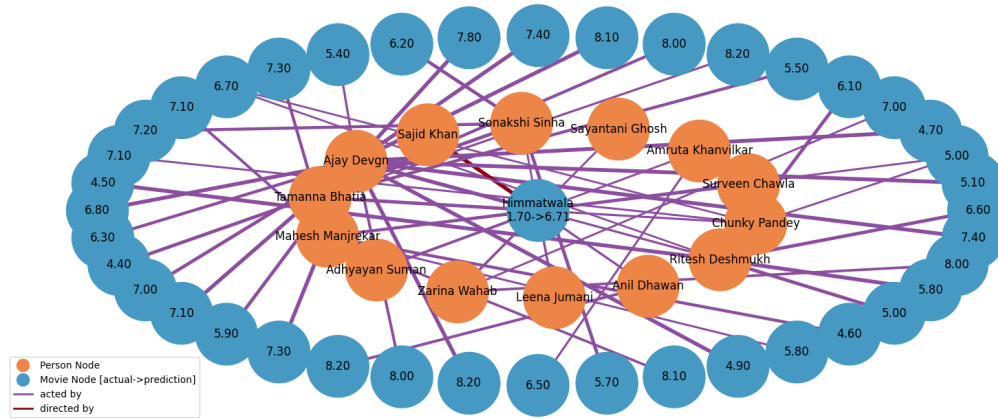 7.40
7.80
8.10
6.20
8.00
5.40
8.20
7.30
5.50
6.70
6.10
7.10
7.00
7.20
4.70
7.10
5.00
4.50
5.10
6.80
6.60
6.30
7.40
4.40
8.00
7.00
5.80
7.10
5.00
5.90
4.60
7.30
5.80
8.20
4.90
8.00
8.10
8.20
5.70
6.50
Sonakshi Sinha
Sajid Khan
Sayantani Ghosh
Amruta Khanvilkar
Ajay Devgn
Surveen Chawla
Tamanna Bhatia
Himmatwala
1.70->6.71
Chunky Pandey
Mahesh Manjrekar
Ritesh Deshmukh
Adhyayan Suman
Anil Dhawan
Zarina Wahab
Leena Jumani
Person Node
Movie Node [actual->prediction]
acted by
directed by